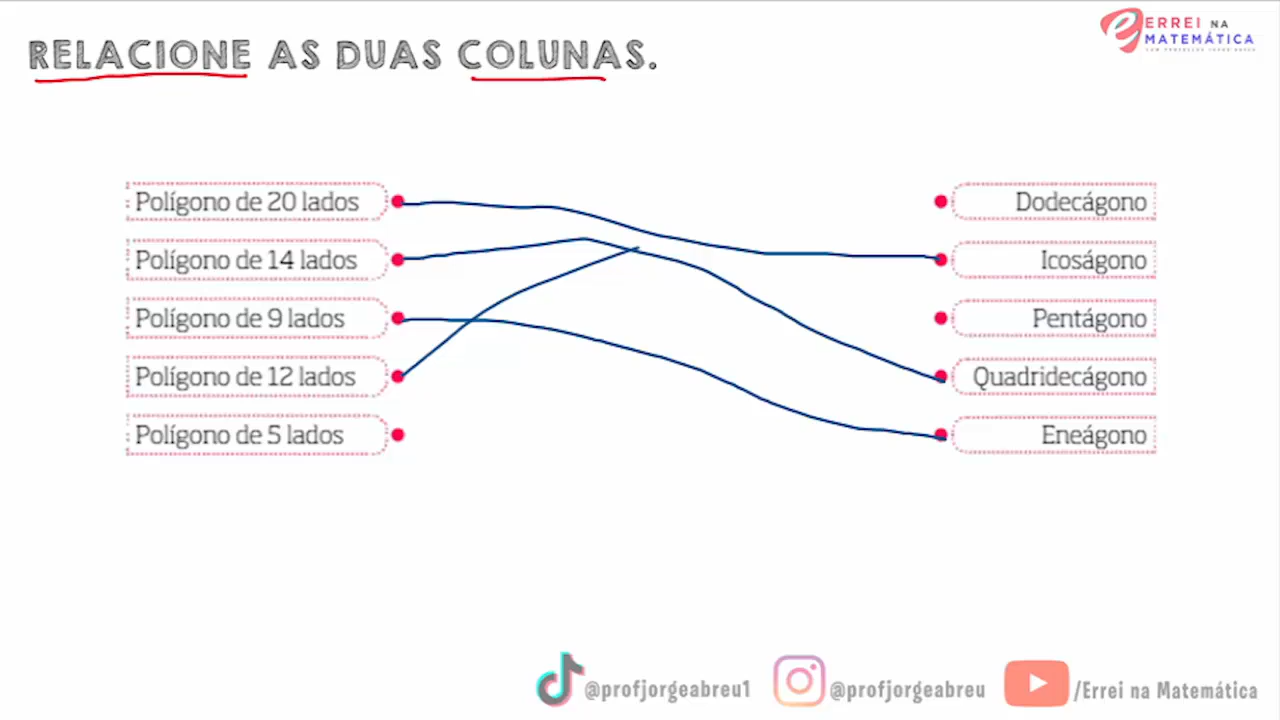 ERREI NA
MATEMÁTICA
RELACIONE AS DUAS COLUNAS.
Polígono de 20 lados
Dodecágono
Polígono de 14 lados
Icoságono
Polígono de 9 lados
Pentágono
Polígono de 12 lados
Quadridecágono
Polígono de 5 lados
Eneágono
@profjorgeabreu1 @profjorgeabreu /Errei na Matemática